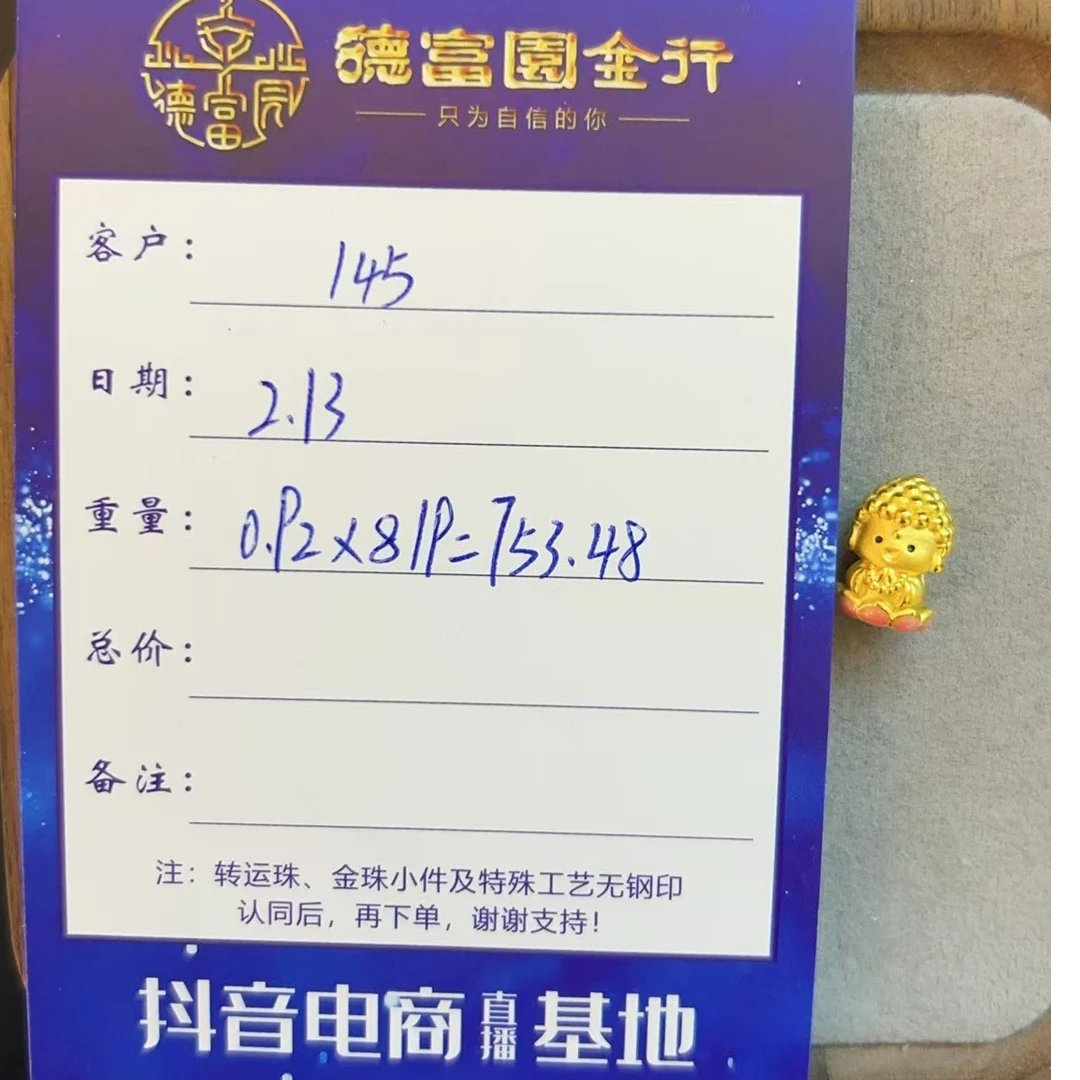 德富園金行
只为自信的你
德富园
客户: 145
日期: 2.13
重量: 0.92×819=753.48
总价:
备注:
注: 转运珠、金珠小件及特殊工艺无钢印
认同后, 再下单, 谢谢支持!
抖音电商直播基地